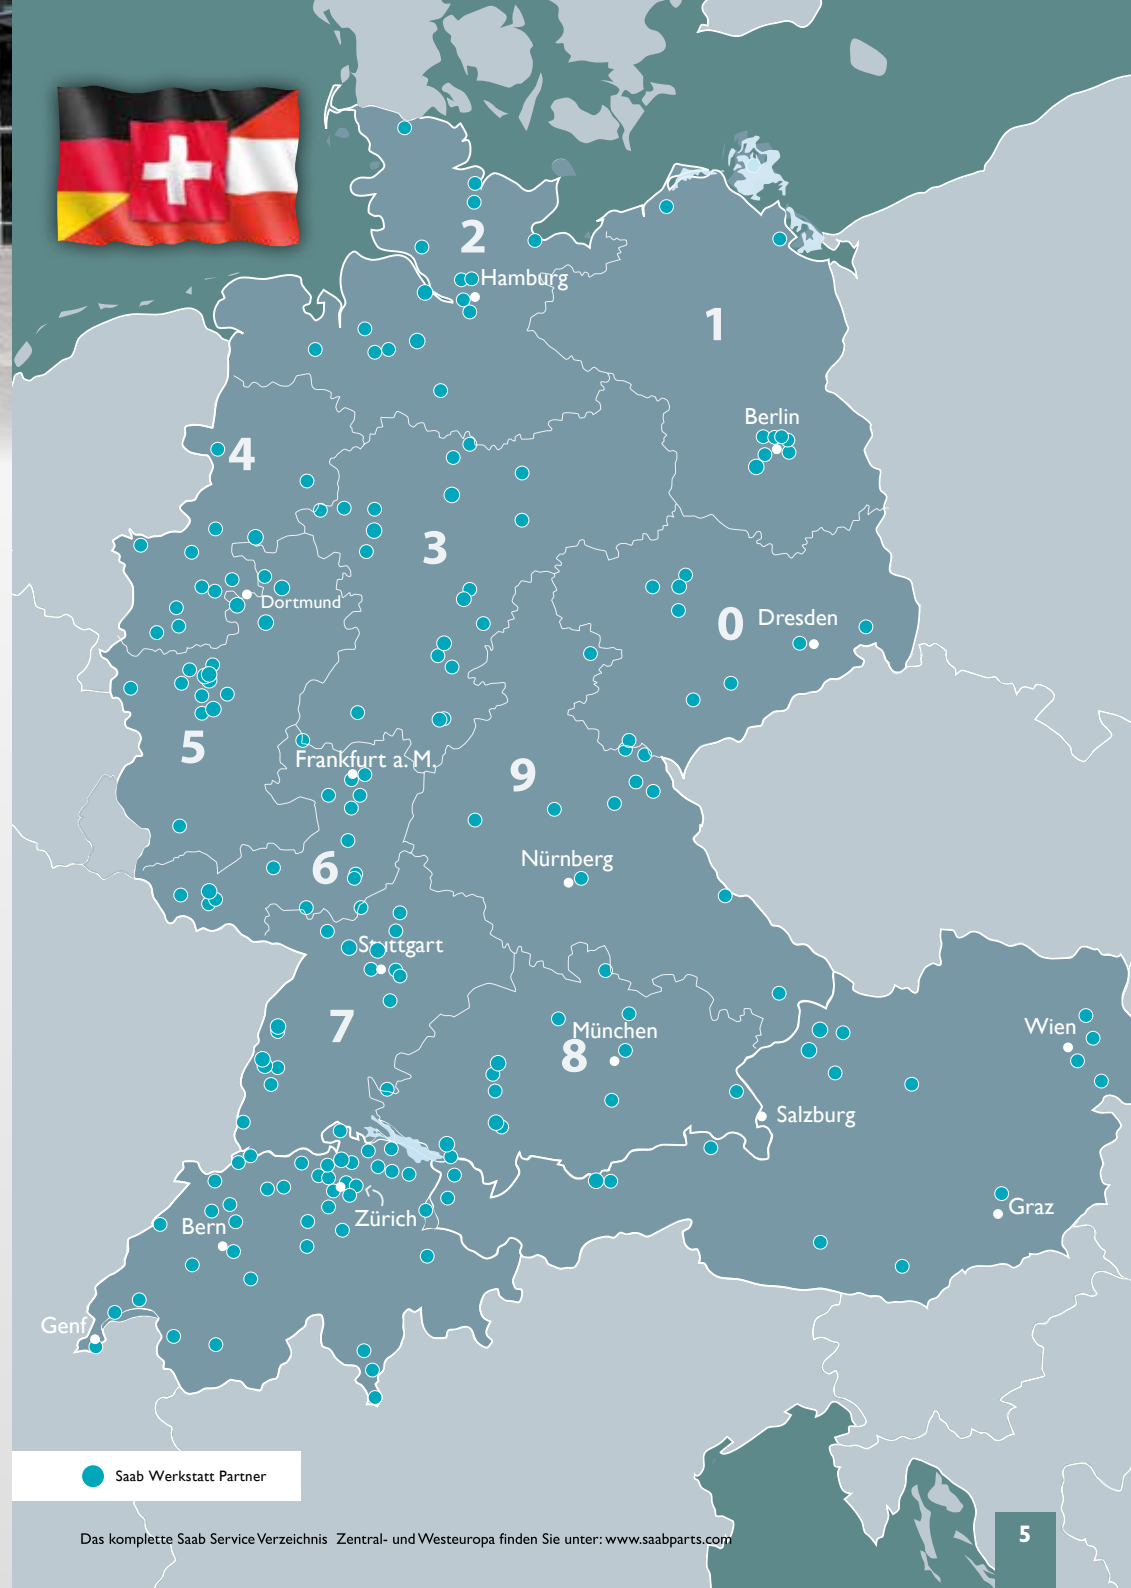 2
Hamburg
1
Berlin
4
3
Dortmund
0
Dresden
5
Frankfurt a. M.
9
Nürnberg
6
Stuttgart
7
München
8
Wien
Salzburg
Zürich
Bern
Graz
Genf
Saab Werkstatt Partner
Das komplette Saab Service Verzeichnis Zentral- und Westeuropa finden Sie unter: www.saabparts.com
5